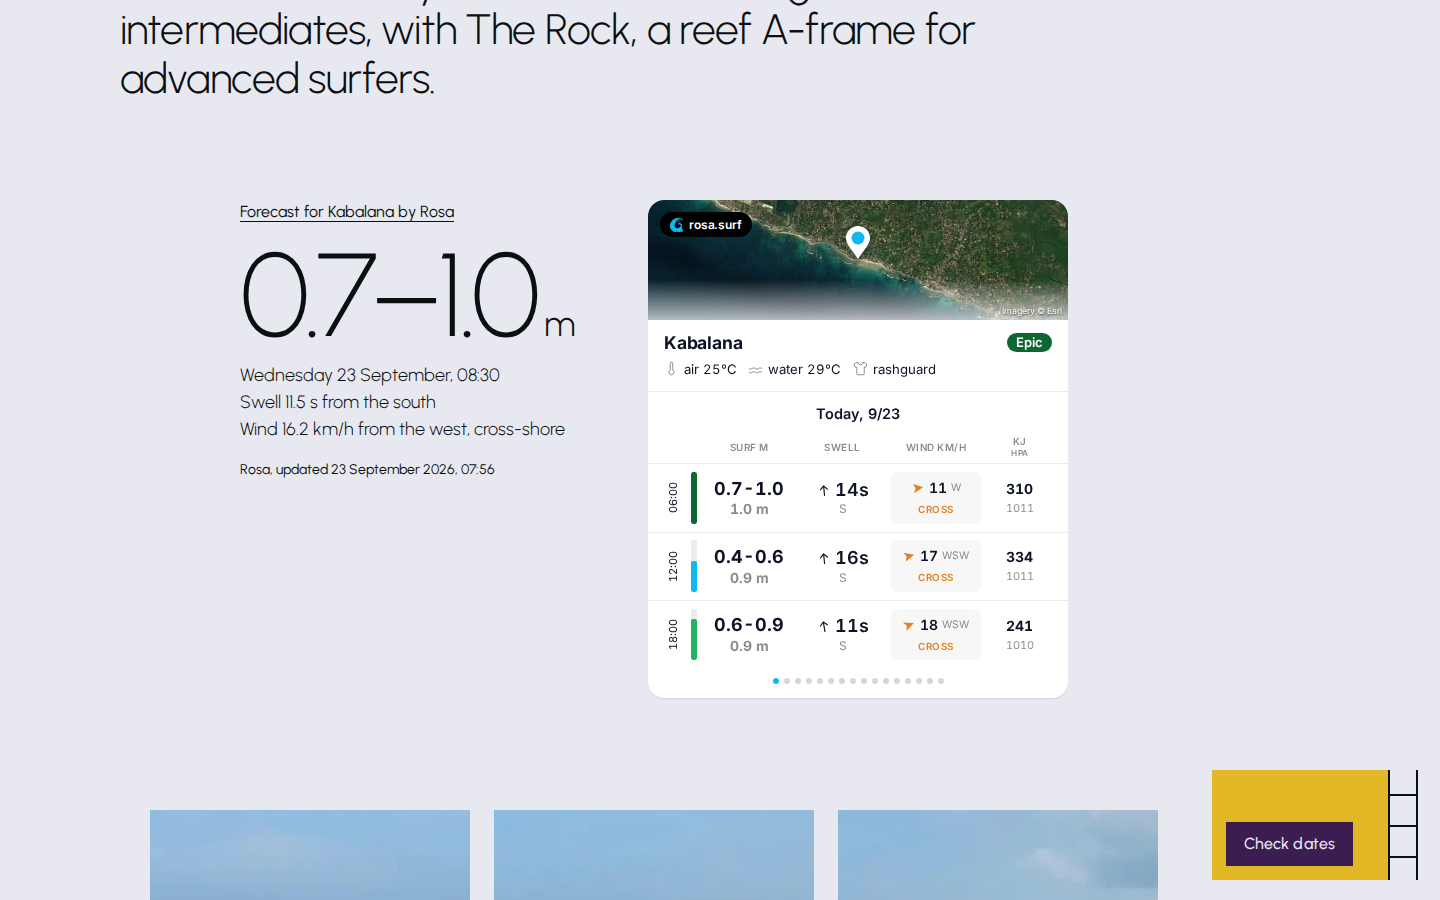 intermediates, with The Rock, a reef A-frame for
advanced surfers.
Forecast for Kabalana by Rosa
0.7–1.0 m
Wednesday 23 September, 08:30
Swell 11.5 s from the south
Wind 16.2 km/h from the west, cross-shore
Rosa, updated 23 September 2026, 07:56
rosa.surf
Imagery © Esri
Kabalana
Epic
air 25°C water 29°C rashguard
Today, 9/23
SURF M SWELL WIND KM/H KJ
HPA
06:00
0.7-1.0 14s 11 W 310
1.0 m S CROSS 1011
12:00
0.4-0.6 16s 17 WSW 334
0.9 m S CROSS 1011
18:00
0.6-0.9 11s 18 WSW 241
0.9 m S CROSS 1010
Check dates